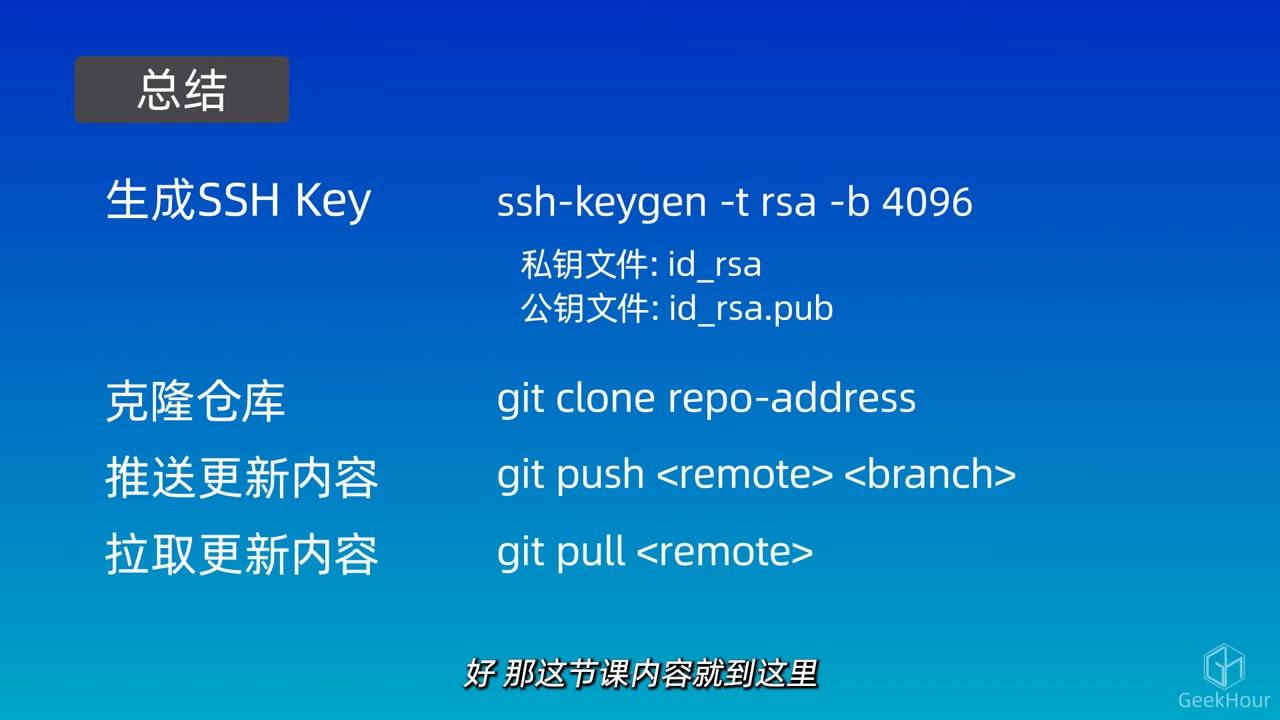 总结
生成SSH Key
ssh-keygen -t rsa -b 4096
私钥文件: id_rsa
公钥文件: id_rsa.pub
克隆仓库
git clone repo-address
推送更新内容
git push <remote> <branch>
拉取更新内容
git pull <remote>
好 那这节课内容就到这里
GeekHour